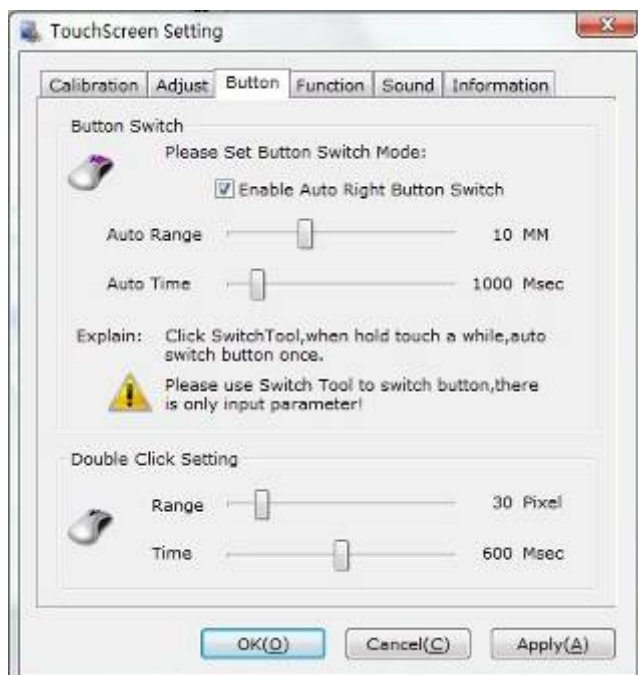 TouchScreen Setting
Calibration Adjust Button Function Sound Information
Button Switch
Please Set Button Switch Mode:
Enable Auto Right Button Switch
Auto Range 10 MM
Auto Time 1000 Msec
Explain: Click SwitchTool,when hold touch a while,auto
switch button once.
Please use Switch Tool to switch button,there
is only input parameter!
Double Click Setting
Range 30 Pixel
Time 600 Msec
OK(O) Cancel(C) Apply(A)